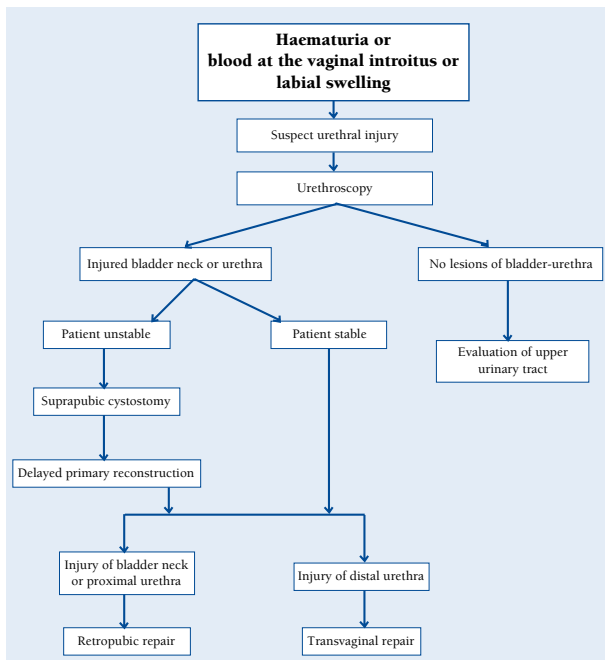 Haematuria or
blood at the vaginal introitus or
labial swelling
Suspect urethral injury
Urethroscopy
Injured bladder neck or urethra
No lesions of bladder-urethra
Patient unstable
Patient stable
Evaluation of upper
urinary tract
Suprapubic cystostomy
Delayed primary reconstruction
Injury of bladder neck
or proximal urethra
Injury of distal urethra
Retropubic repair
Transvaginal repair